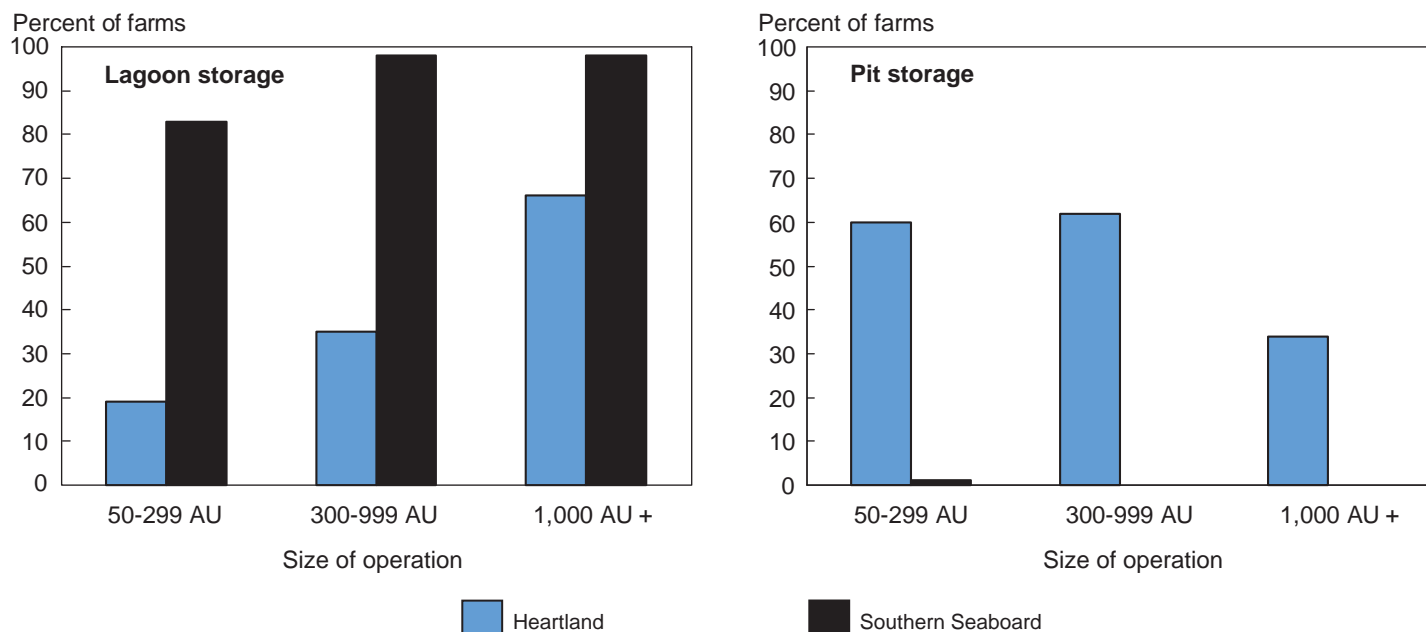 Percent of farms
100
90
80
70
60
50
40
30
20
10
0
Lagoon storage
50-299 AU
300-999 AU
1,000 AU +
Size of operation
Percent of farms
100
90
80
70
60
50
40
30
20
10
0
Pit storage
50-299 AU
300-999 AU
1,000 AU +
Size of operation
Heartland
Southern Seaboard